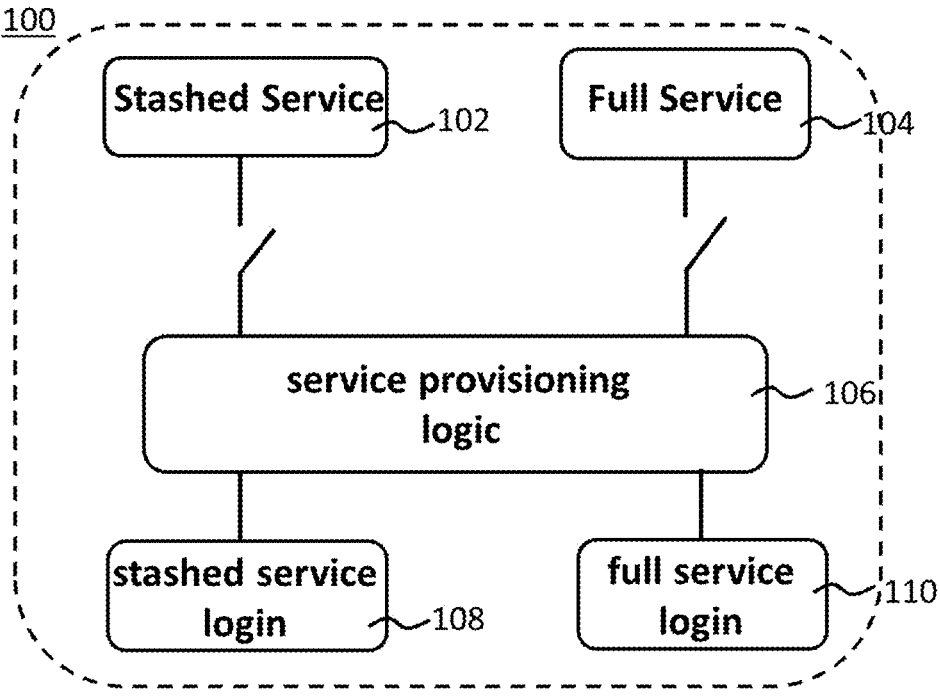 100
Stashed Service
102
Full Service
104
service provisioning
logic
106
stashed service
login
108
full service
login
110